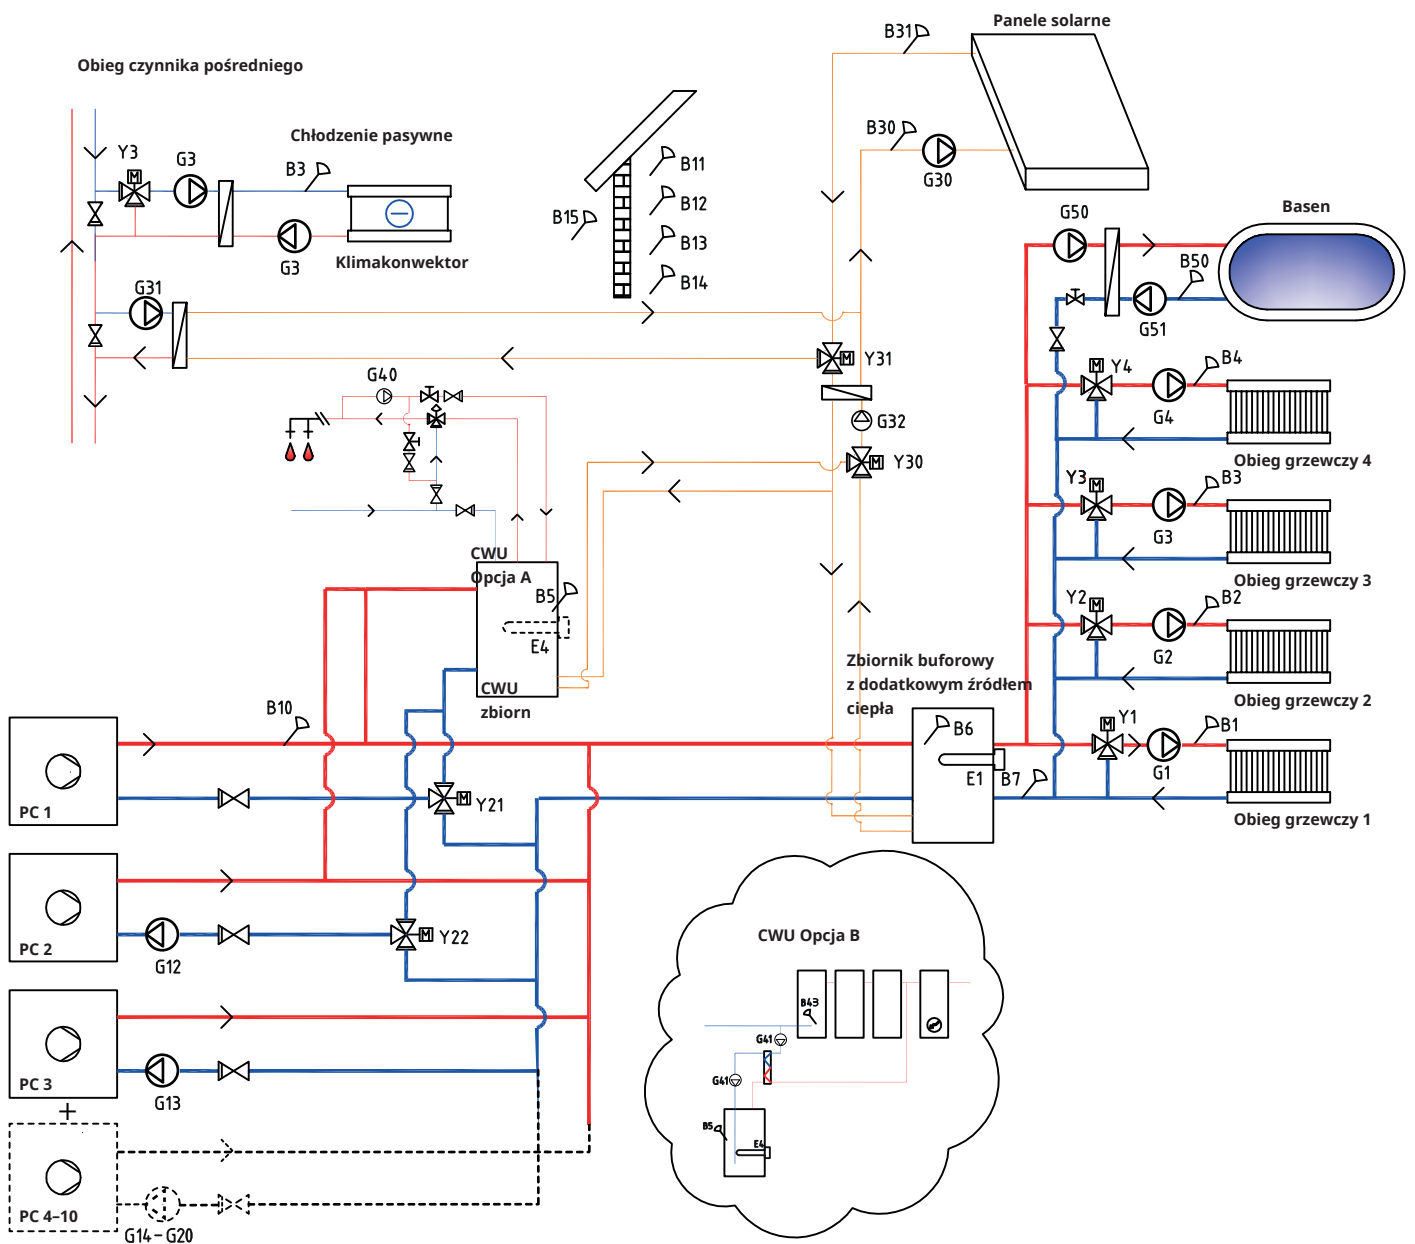 Panele solarne
B31
Obieg czynnika pośredniego
Chłodzenie pasywne
Y3
G3
B3
B30
G30
B11
B12
B13
B14
B15
G3
Klimakonwektor
G31
G50
Basen
B50
G51
M
Y31
M
G40
G32
M
Y30
M
Y4
B4
G4
Obieg grzewczy 4
Y3
M
B3
G3
Obieg grzewczy 3
Y2
M
B2
G2
Obieg grzewczy 2
Y1
M
B1
G1
Obieg grzewczy 1
CWU
Opcja A
B5
E4
CWU
zbiorn
Zbiornik buforowy
z dodatkowym źródłem
ciepła
B6
E1
B7
B10
PC 1
M
Y21
PC 2
G12
M
Y22
PC 3
G13
+
PC 4–10
G14–G20
CWU Opcja B
B43
G41
G41
B5
E4